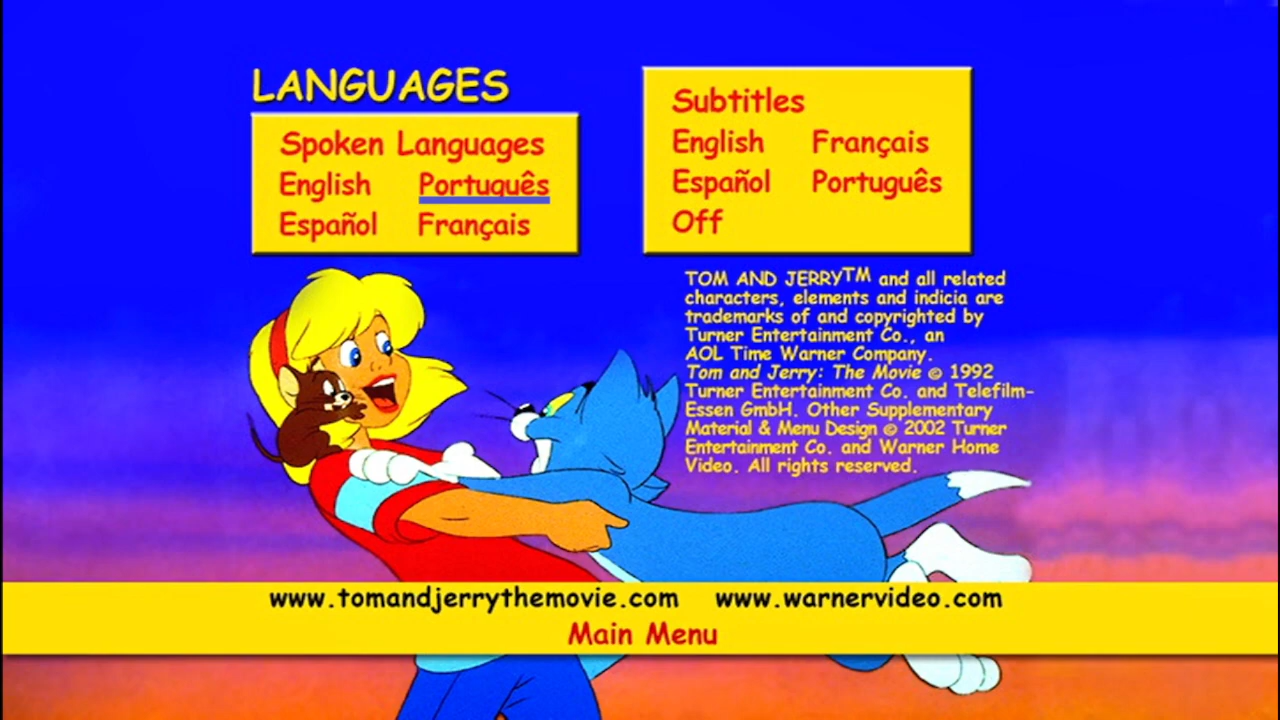 LANGUAGES
Spoken Languages
English Português
Español Français
Subtitles
English Français
Español Português
Off
TOM AND JERRY™ and all related
characters, elements and indicia are
trademarks of and copyrighted by
Turner Entertainment Co., an
AOL Time Warner Company.
Tom and Jerry: The Movie © 1992
Turner Entertainment Co. and Telefilm-
Essen GmbH. Other Supplementary
Material & Menu Design © 2002 Turner
Entertainment Co. and Warner Home
Video. All rights reserved.
www.tomandjerrythemovie.com www.warnervideo.com
Main Menu